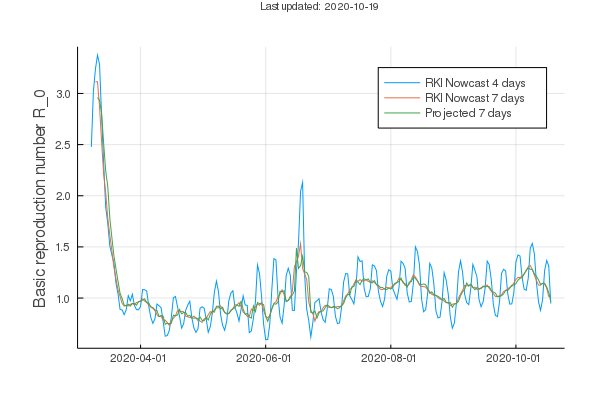 Last updated: 2020-10-19
Basic reproduction number R_0
3.0
2.5
2.0
1.5
1.0
RKI Nowcast 4 days
RKI Nowcast 7 days
Projected 7 days
2020-04-01
2020-06-01
2020-08-01
2020-10-01